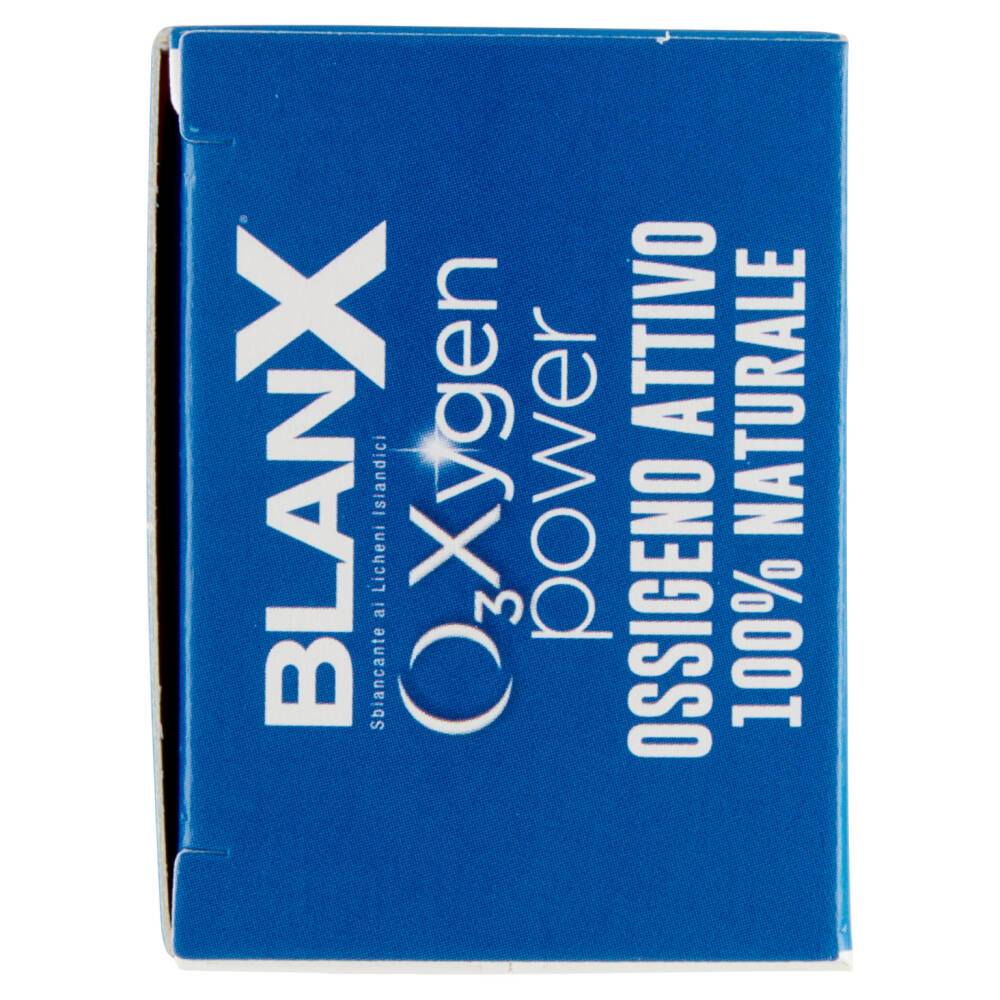 BLANX®
Sbiancante ai Licheni Islandici
O3Xygen
power
OSSIGENO ATTIVO
100% NATURALE